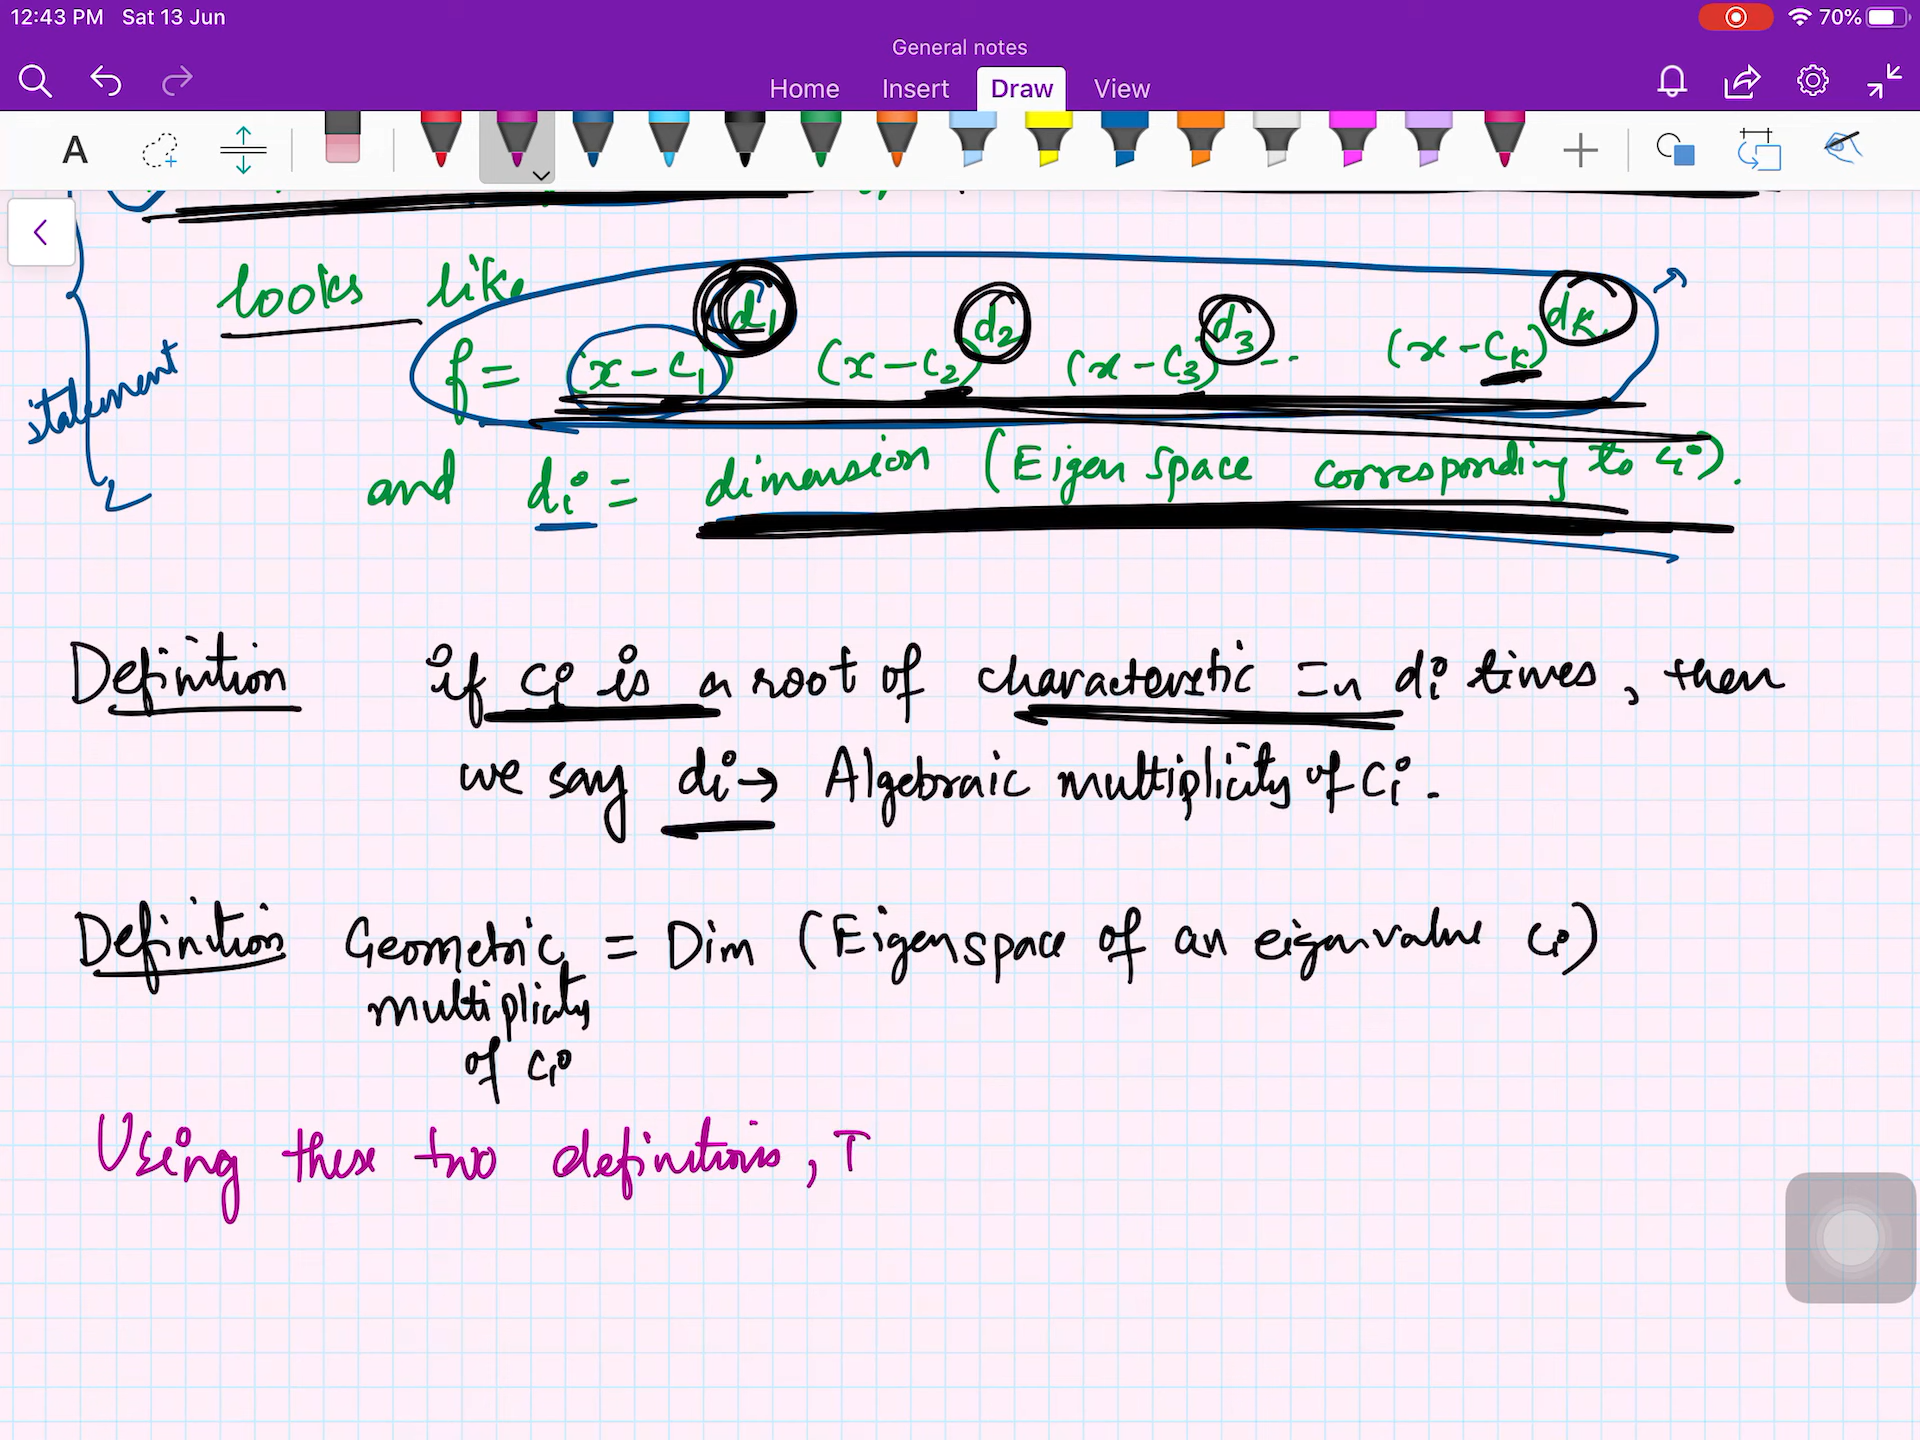 12:43 PM Sat 13 Jun
70%
General notes
Home Insert Draw View
A
looks like
f = (x - c1)^d1 (x - c2)^d2 (x - c3)^d3 ... (x - ck)^dk
statement
and di = dimension (Eigen Space corresponding to ci).
Definition if ci is a root of characteristic =n di times, then
we say di → Algebraic multiplicity of ci.
Definition Geometric = Dim (Eigenspace of an eigenvalue ci)
multiplicity
of ci
Using these two definitions, T